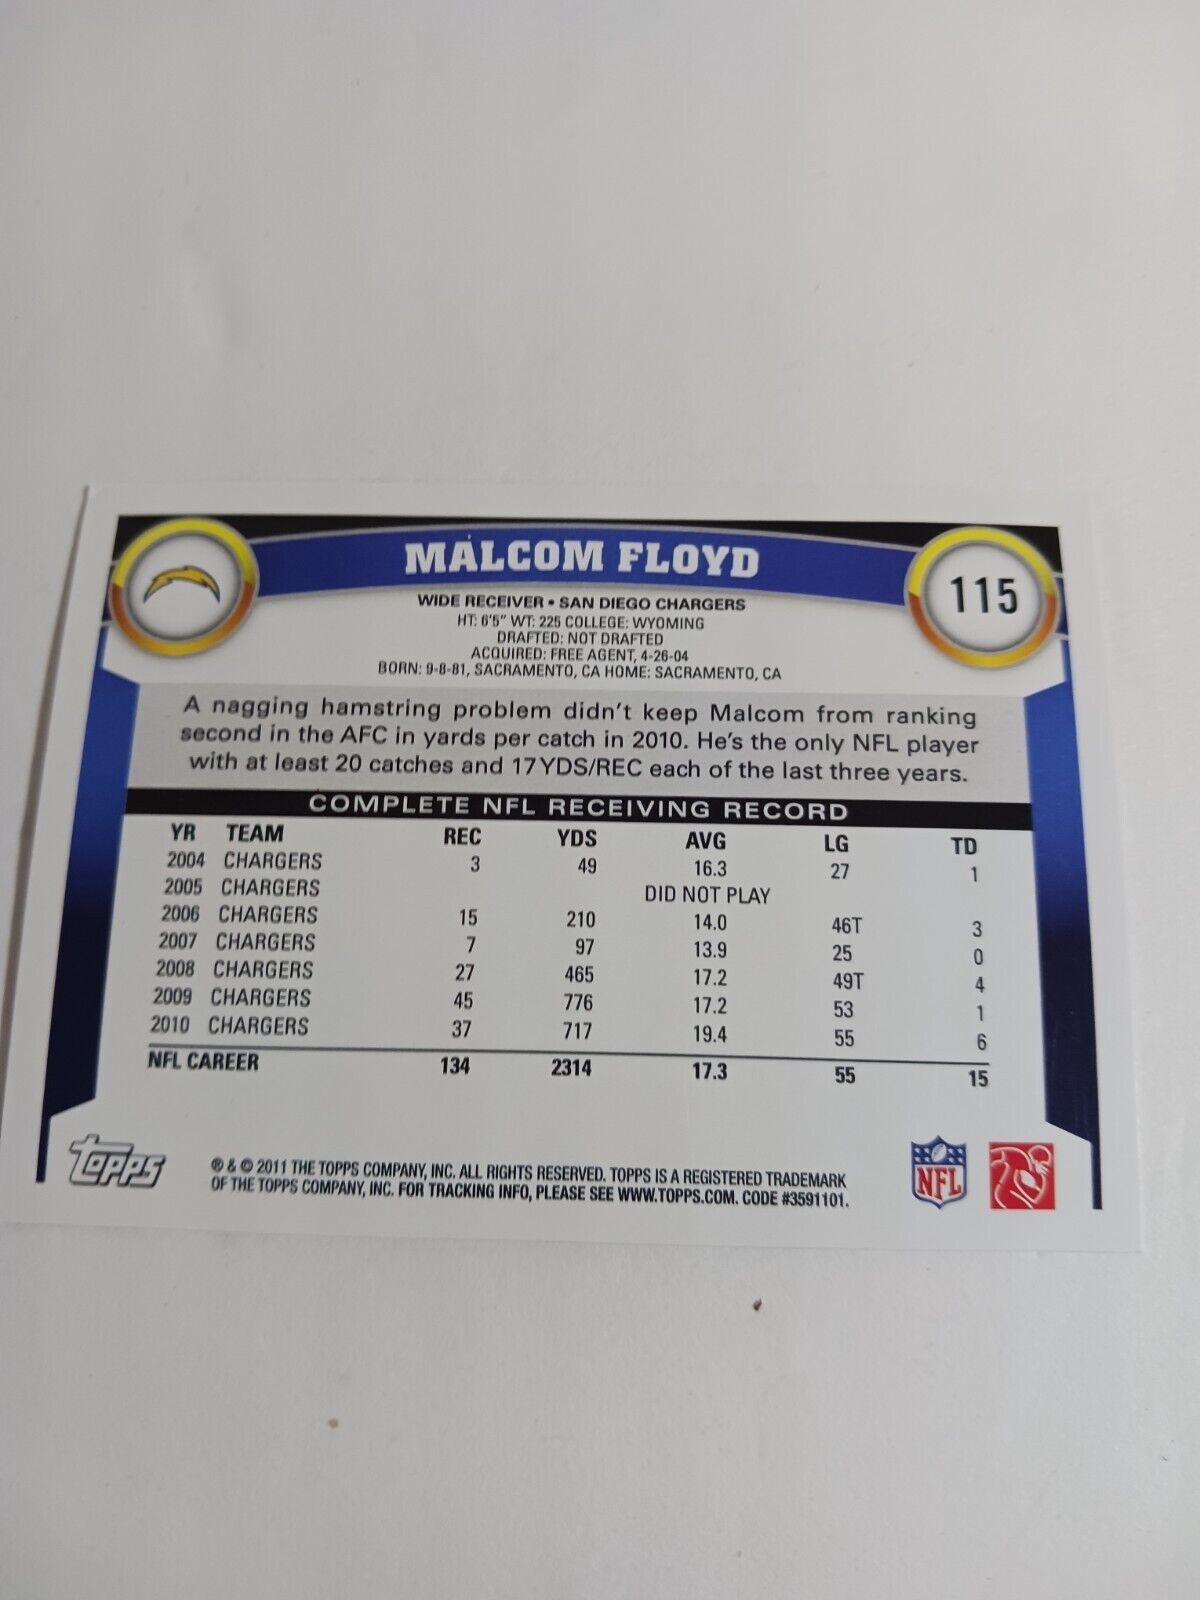 MALCOM FLOYD
115
WIDE RECEIVER • SAN DIEGO CHARGERS
HT: 6'5" WT: 225 COLLEGE: WYOMING
DRAFTED: NOT DRAFTED
ACQUIRED: FREE AGENT, 4-26-04
BORN: 9-8-81, SACRAMENTO, CA HOME: SACRAMENTO, CA
A nagging hamstring problem didn't keep Malcom from ranking
second in the AFC in yards per catch in 2010. He's the only NFL player
with at least 20 catches and 17 YDS/REC each of the last three years.
COMPLETE NFL RECEIVING RECORD
YR TEAM REC YDS AVG LG TD
2004 CHARGERS 3 49 16.3 27 1
2005 CHARGERS DID NOT PLAY
2006 CHARGERS 15 210 14.0 46T 3
2007 CHARGERS 7 97 13.9 25 0
2008 CHARGERS 27 465 17.2 49T 4
2009 CHARGERS 45 776 17.2 53 1
2010 CHARGERS 37 717 19.4 55 6
NFL CAREER 134 2314 17.3 55 15
Topps
® & © 2011 THE TOPPS COMPANY, INC. ALL RIGHTS RESERVED. TOPPS IS A REGISTERED TRADEMARK
OF THE TOPPS COMPANY, INC. FOR TRACKING INFO, PLEASE SEE WWW.TOPPS.COM. CODE #3591101.
NFL